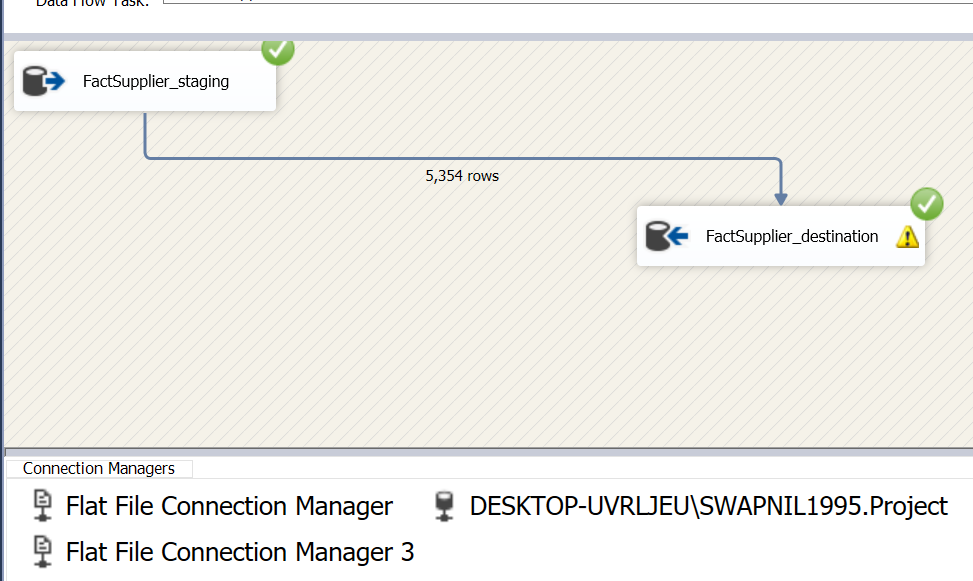 Data Flow Task:
FactSupplier_staging
5,354 rows
FactSupplier_destination
Connection Managers
Flat File Connection Manager
DESKTOP-UVRLJEU\SWAPNIL1995.Project
Flat File Connection Manager 3